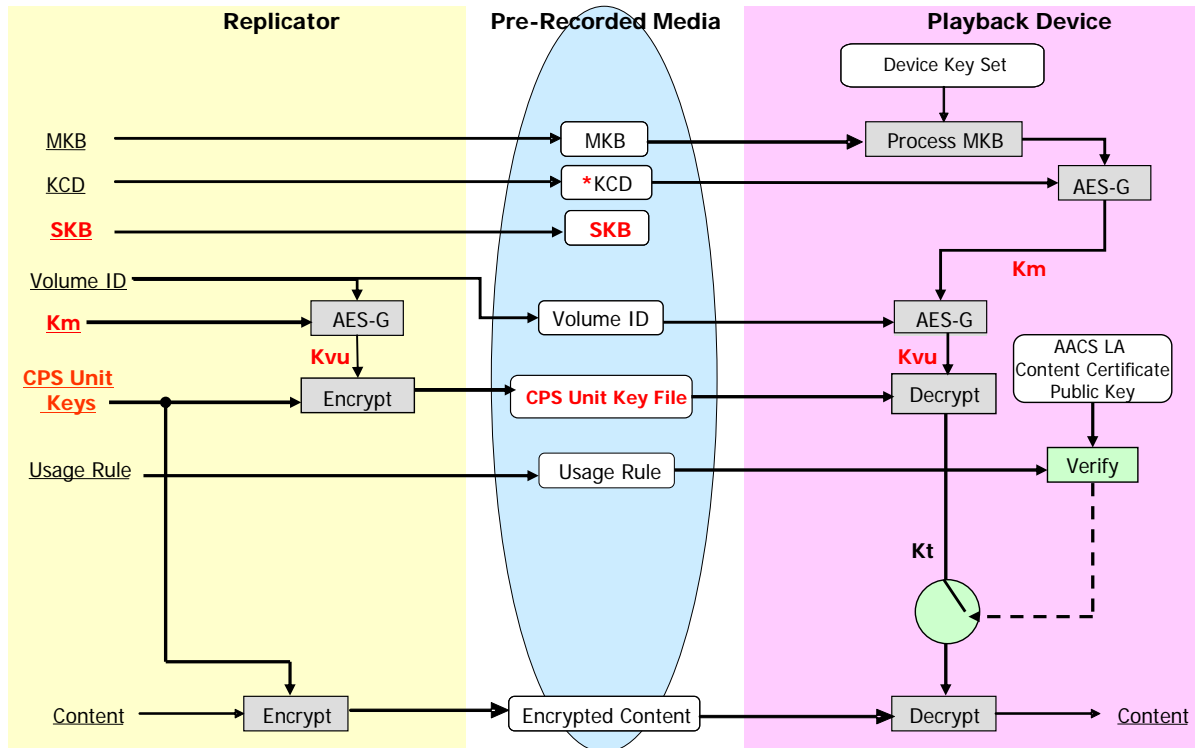 Replicator
Pre-Recorded Media
Playback Device
Device Key Set
MKB
MKB
Process MKB
KCD
*KCD
AES-G
SKB
SKB
Km
Volume ID
AES-G
Volume ID
AES-G
Km
Kvu
Kvu
AACS LA
Content Certificate
Public Key
CPS Unit
Keys
Encrypt
CPS Unit Key File
Decrypt
Usage Rule
Usage Rule
Verify
Kt
Content
Encrypt
Encrypted Content
Decrypt
Content